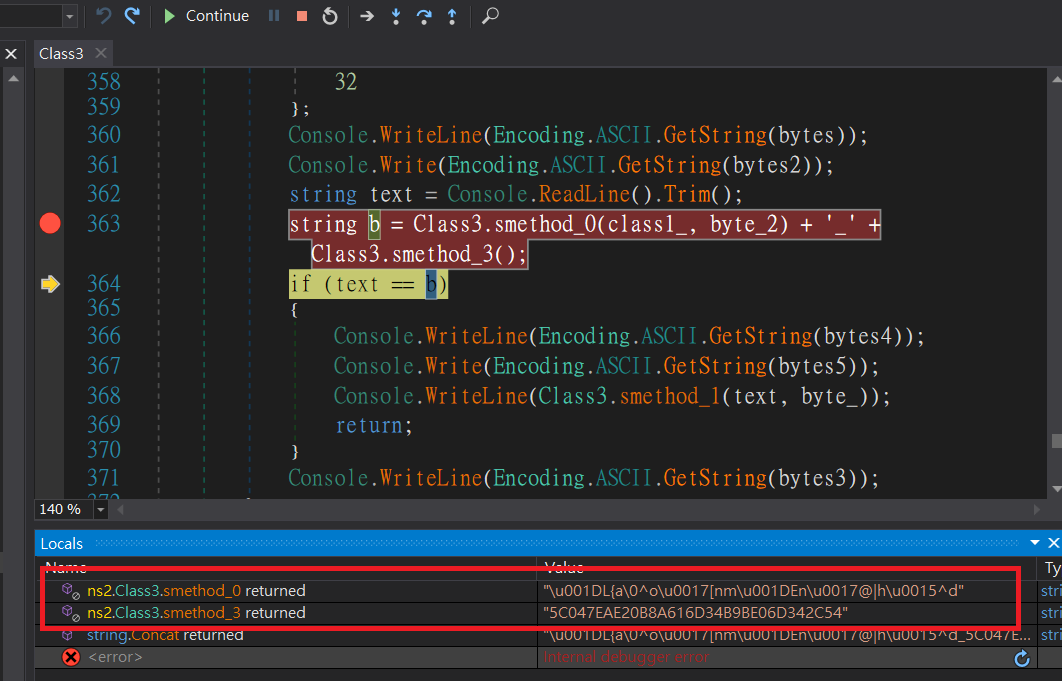 Continue
Class3
358 32
359 };
360 Console.WriteLine(Encoding.ASCII.GetString(bytes));
361 Console.Write(Encoding.ASCII.GetString(bytes2));
362 string text = Console.ReadLine().Trim();
363 string b = Class3.smethod_0(class1_, byte_2) + '_' +
Class3.smethod_3();
364 if (text == b)
365 {
366 Console.WriteLine(Encoding.ASCII.GetString(bytes4));
367 Console.Write(Encoding.ASCII.GetString(bytes5));
368 Console.WriteLine(Class3.smethod_1(text, byte_));
369 return;
370 }
371 Console.WriteLine(Encoding.ASCII.GetString(bytes3));
372
140 %
Locals
Name Value Ty
ns2.Class3.smethod_0 returned "\u001DL{a\0^o\u0017[nm\u001DEn\u0017@|h\u0015^d" stri
ns2.Class3.smethod_3 returned "5C047EAE20B8A616D34B9BE06D342C54" stri
string.Concat returned "\u001DL{a\0^o\u0017[nm\u001DEn\u0017@|h\u0015^d_5C047E... stri
<error> Internal debugger error